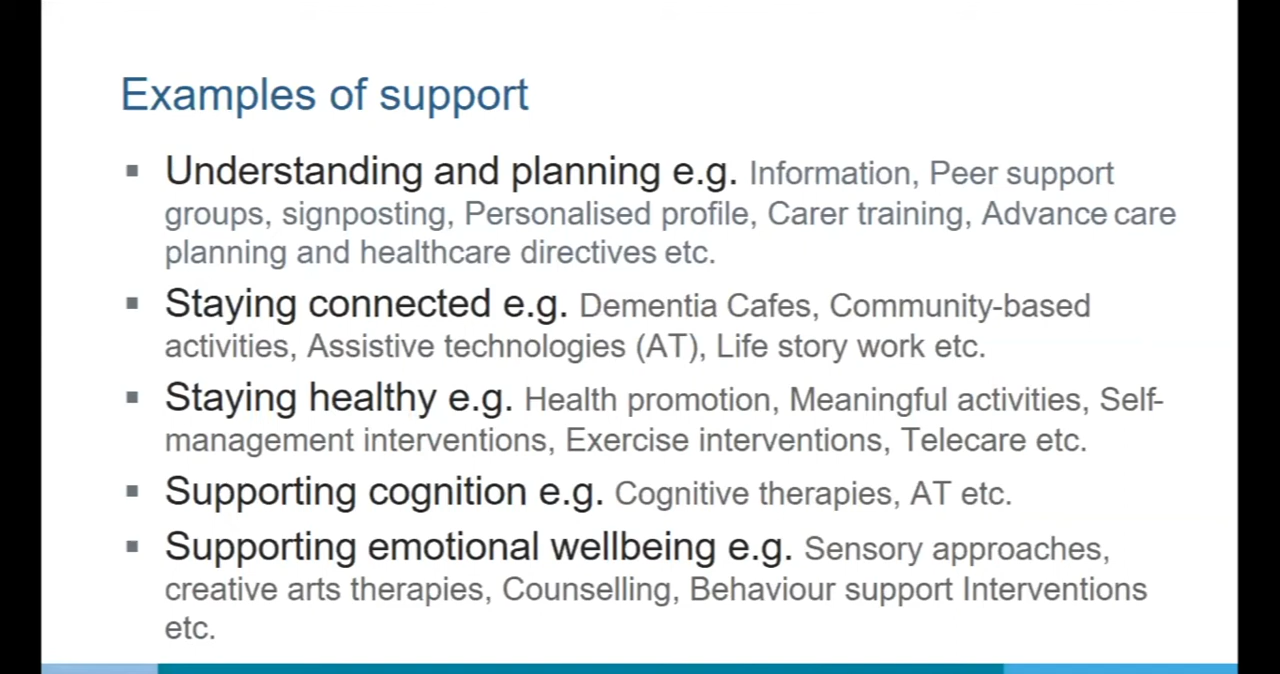 Examples of support
▪ Understanding and planning e.g. Information, Peer support
groups, signposting, Personalised profile, Carer training, Advance care
planning and healthcare directives etc.
▪ Staying connected e.g. Dementia Cafes, Community-based
activities, Assistive technologies (AT), Life story work etc.
▪ Staying healthy e.g. Health promotion, Meaningful activities, Self-
management interventions, Exercise interventions, Telecare etc.
▪ Supporting cognition e.g. Cognitive therapies, AT etc.
▪ Supporting emotional wellbeing e.g. Sensory approaches,
creative arts therapies, Counselling, Behaviour support Interventions
etc.